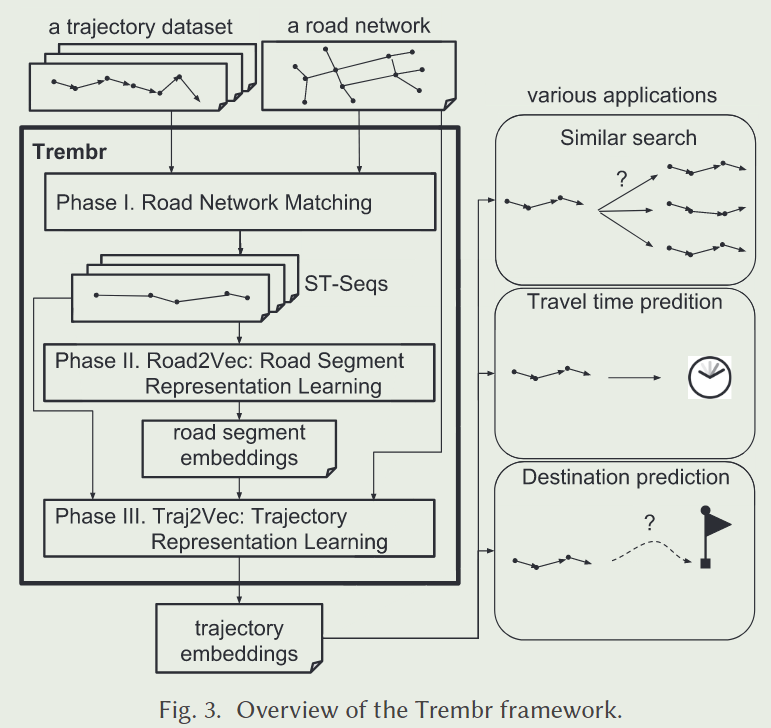 a trajectory dataset
a road network
Trembr
Phase I. Road Network Matching
ST-Seqs
Phase II. Road2Vec: Road Segment
Representation Learning
road segment
embeddings
Phase III. Traj2Vec: Trajectory
Representation Learning
trajectory
embeddings
various applications
Similar search
?
Travel time predition
Destination prediction
?
Fig. 3. Overview of the Trembr framework.